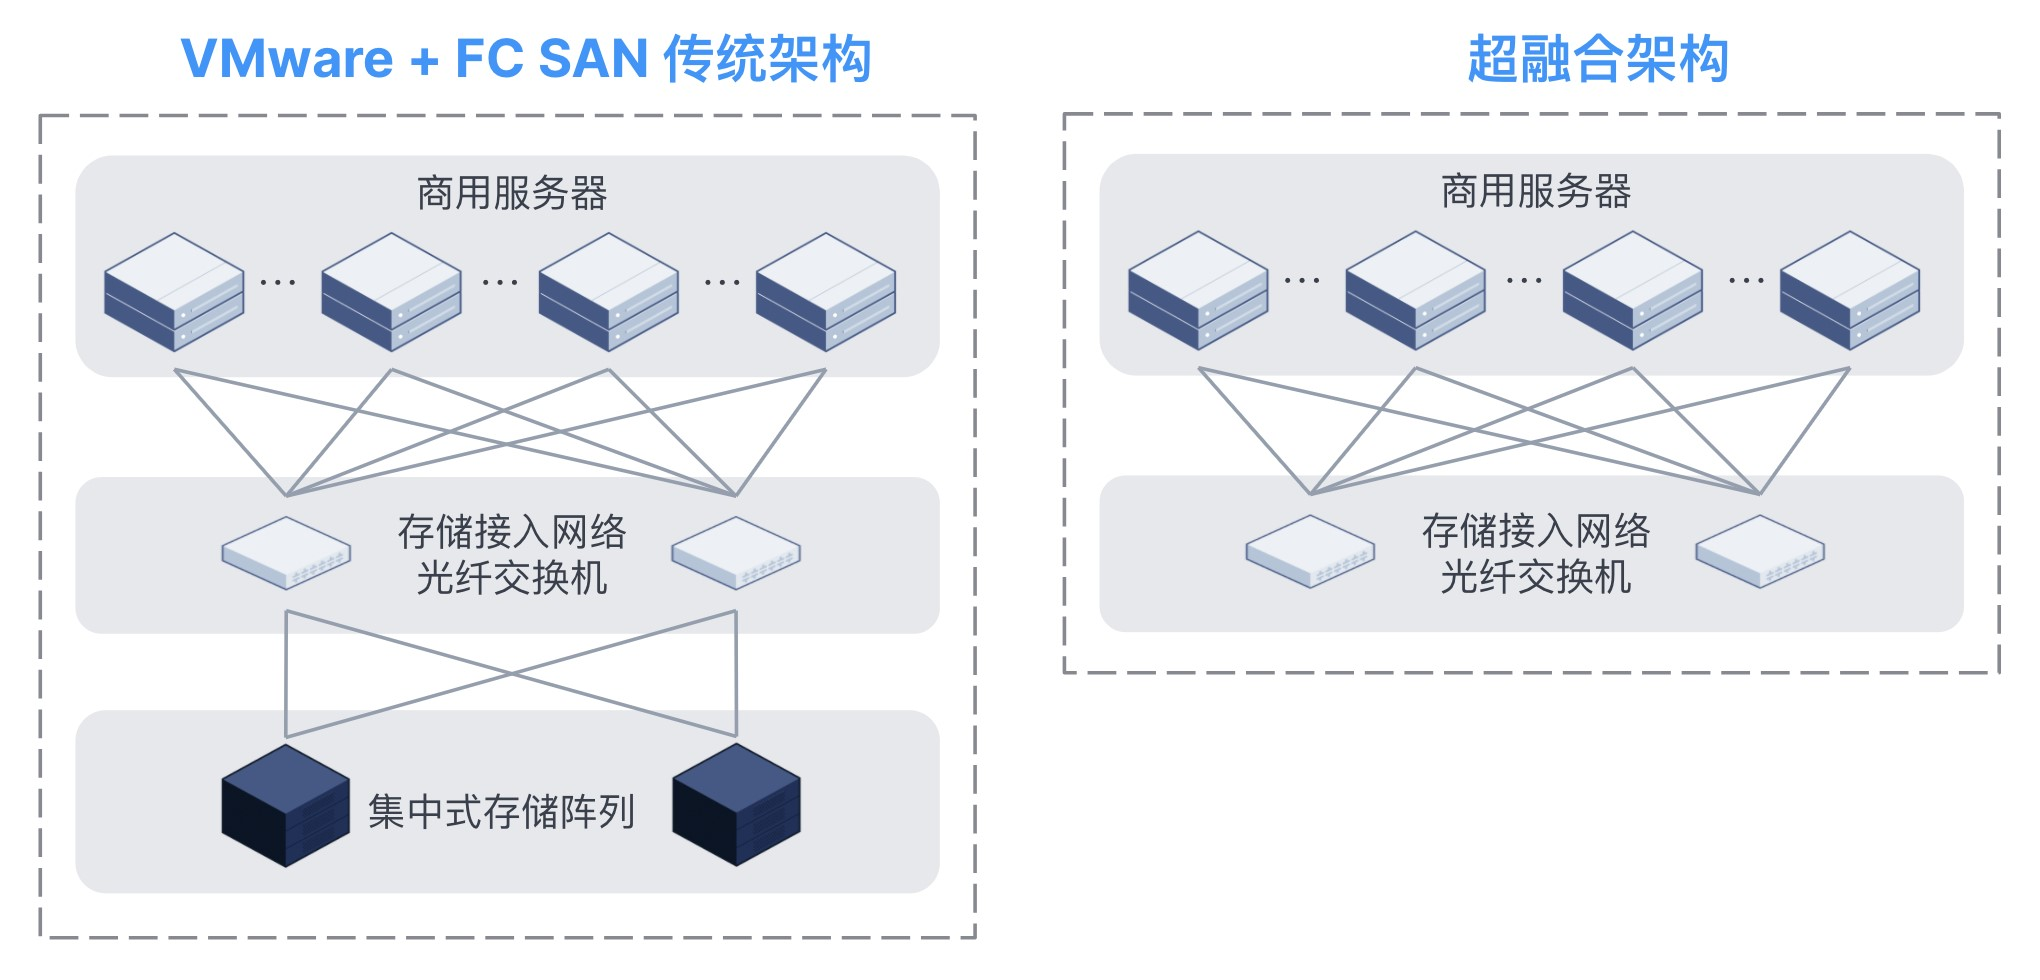 VMware + FC SAN 传统架构
商用服务器
存储接入网络
光纤交换机
集中式存储阵列
超融合架构
商用服务器
存储接入网络
光纤交换机